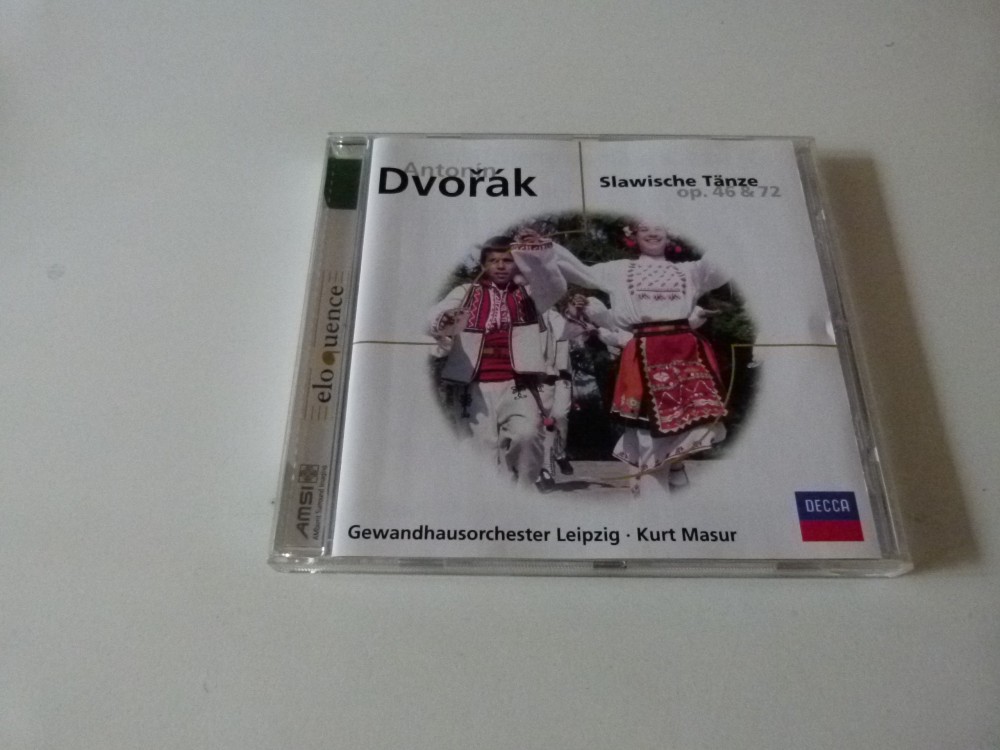 Antonín
Dvořák
Slawische Tänze
op. 46 & 72
eloquence
AMSI
Gewandhausorchester Leipzig · Kurt Masur
DECCA